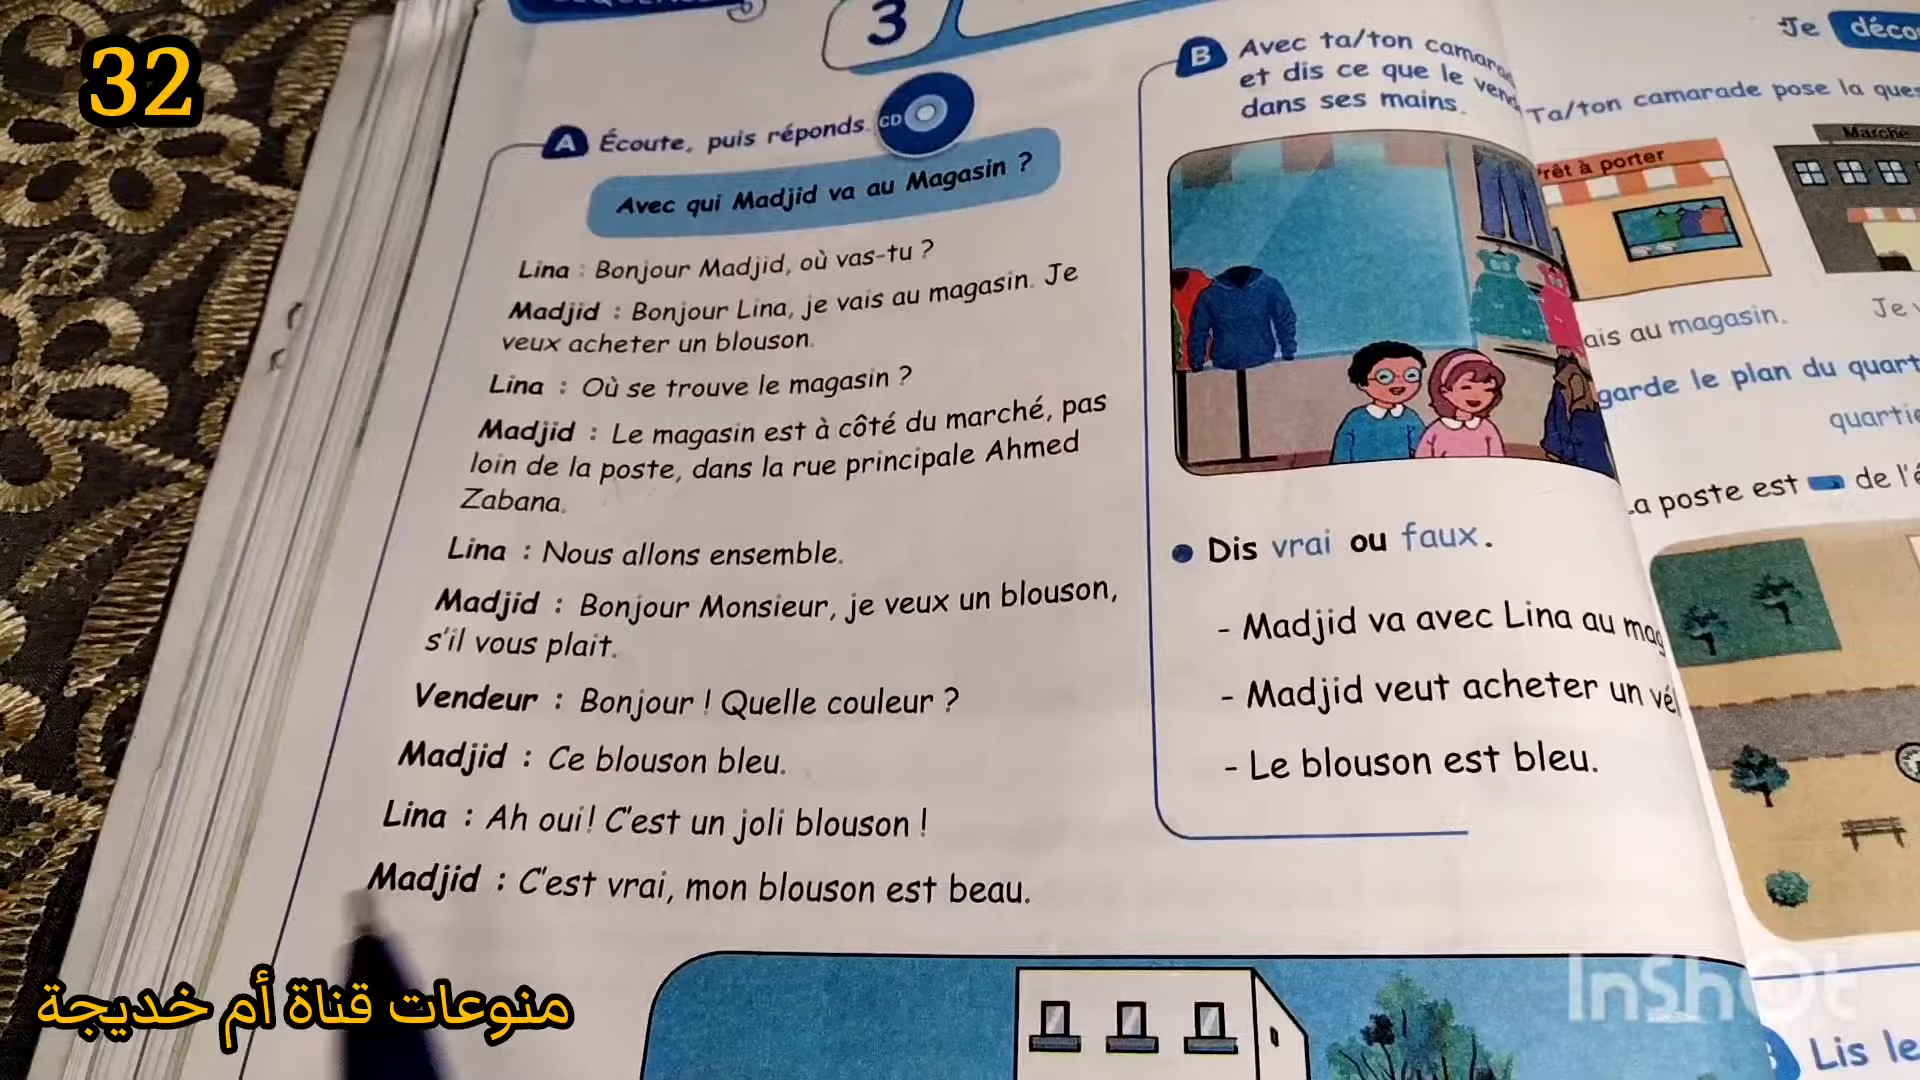 32
3
A Écoute, puis réponds. CD
Avec qui Madjid va au Magasin ?
Lina : Bonjour Madjid, où vas-tu ?
Madjid : Bonjour Lina, je vais au magasin. Je
veux acheter un blouson.
Lina : Où se trouve le magasin ?
Madjid : Le magasin est à côté du marché, pas
loin de la poste, dans la rue principale Ahmed
Zabana.
Lina : Nous allons ensemble.
Madjid : Bonjour Monsieur, je veux un blouson,
s'il vous plait.
Vendeur : Bonjour ! Quelle couleur ?
Madjid : Ce blouson bleu.
Lina : Ah oui! C'est un joli blouson !
Madjid : C'est vrai, mon blouson est beau.
B Avec ta/ton
et dis ce que le
dans ses mains.
Dis vrai ou faux.
- Madjid va avec Lina au
- Madjid veut acheter un
- Le blouson est bleu.
Je
Ta/ton camarade pose la
à porter
Marché
au magasin.
Je
le plan du
poste est de
Lis
منوعات قناة أم خديجة
InShOt